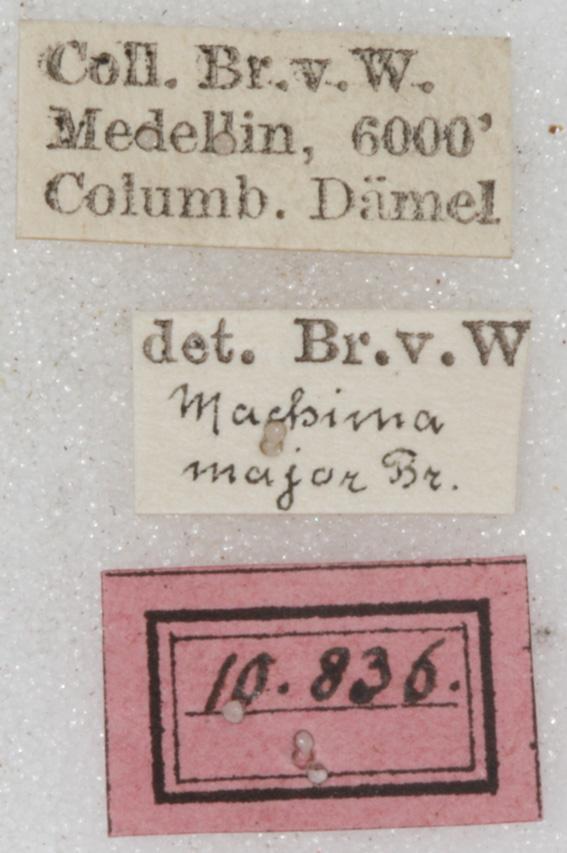 Coll. Br.v.W.
Medellin, 6000'
Columb. Dämel
det. Br.v.W
Machima
major Br.
10.836.